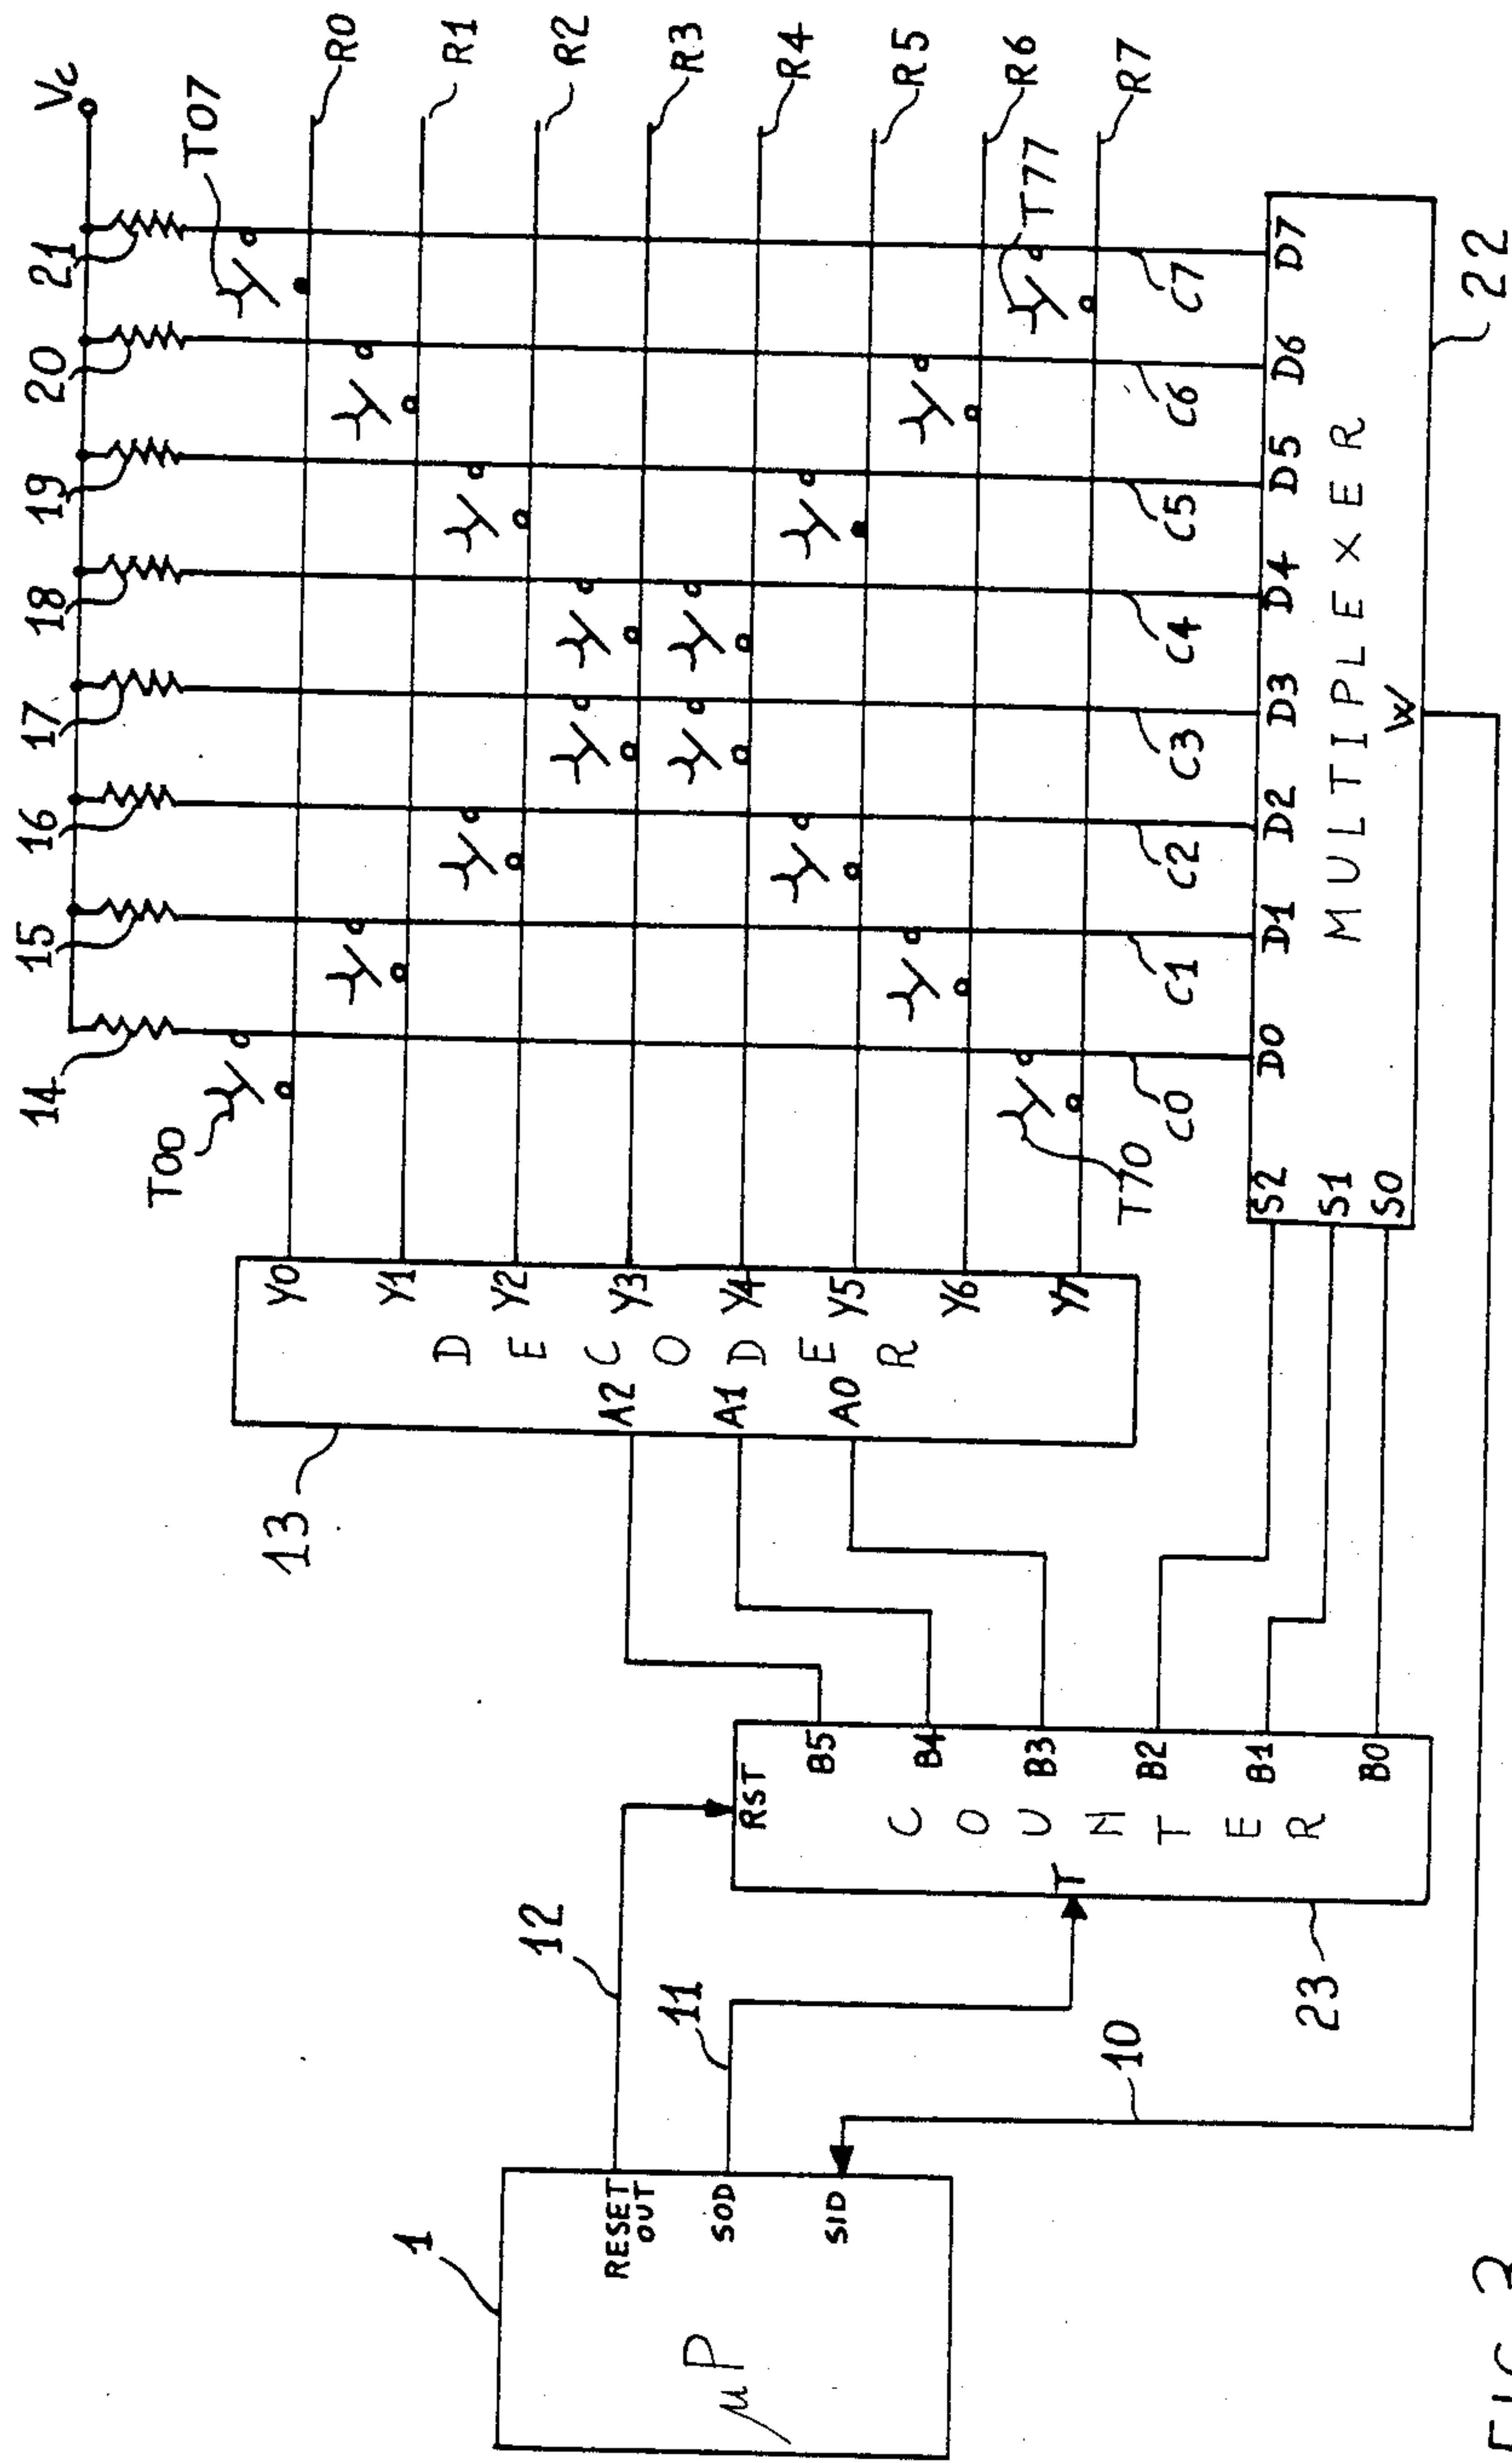 Vc
14
15
16
17
18
19
20
21
T00
T07
R0
R1
R2
R3
R4
R5
R6
R7
13
DECODER
Y0
Y1
Y2
Y3
Y4
Y5
Y6
Y7
A2
A1
A0
T70
T77
C0
C1
C2
C3
C4
C5
C6
C7
D0
D1
D2
D3
D4
D5
D6
D7
MULTIPLEXER
S2
S1
S0
W
22
12
11
10
RST
COUNTER
T
B5
B4
B3
B2
B1
B0
23
1
µP
RESET
OUT
SOD
SID